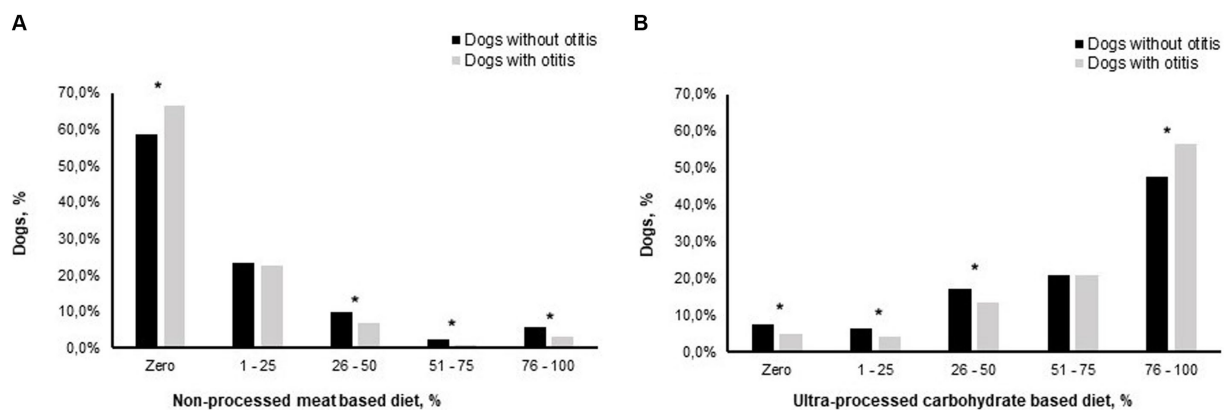 A
Dogs without otitis
Dogs with otitis
70,0%
60,0%
50,0%
40,0%
30,0%
20,0%
10,0%
0,0%
Dogs, %
*
*
*
*
Zero
1 - 25
26 - 50
51 - 75
76 - 100
Non-processed meat based diet, %
B
Dogs without otitis
Dogs with otitis
70,0%
60,0%
50,0%
40,0%
30,0%
20,0%
10,0%
0,0%
Dogs, %
*
*
*
*
Zero
1 - 25
26 - 50
51 - 75
76 - 100
Ultra-processed carbohydrate based diet, %